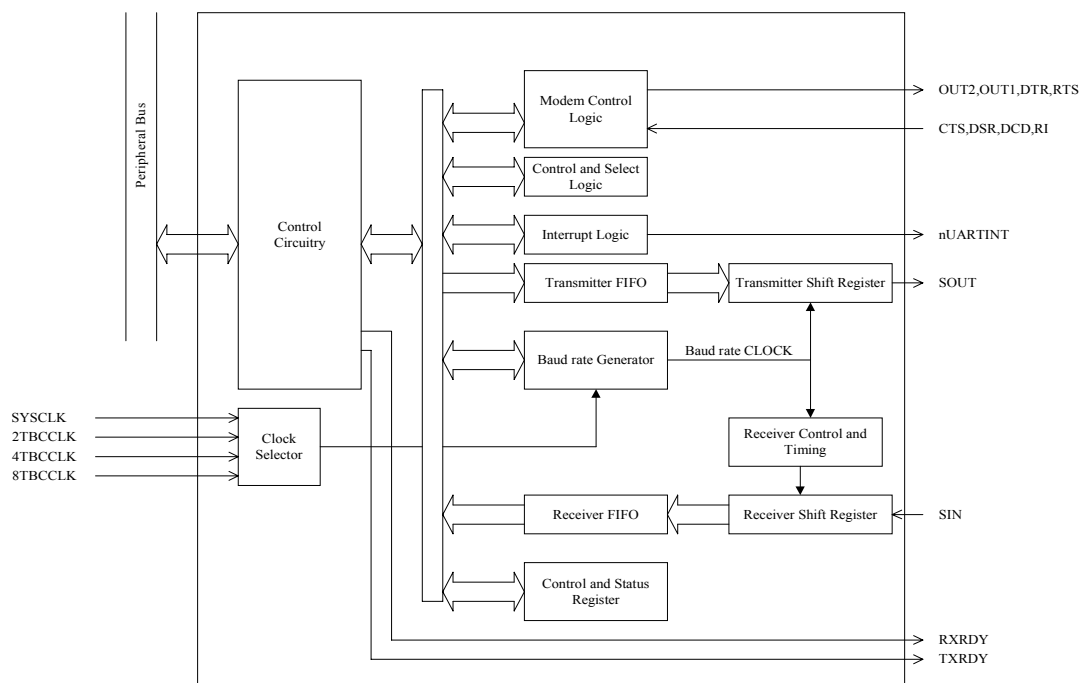 Peripheral Bus
Control
Circuitry
Modem Control
Logic
OUT2,OUT1,DTR,RTS
CTS,DSR,DCD,RI
Control and Select
Logic
Interrupt Logic
nUARTINT
Transmitter FIFO
Transmitter Shift Register
SOUT
Baud rate Generator
Baud rate CLOCK
SYSCLK
2TBCCLK
4TBCCLK
8TBCCLK
Clock
Selector
Receiver Control and
Timing
Receiver FIFO
Receiver Shift Register
SIN
Control and Status
Register
RXRDY
TXRDY